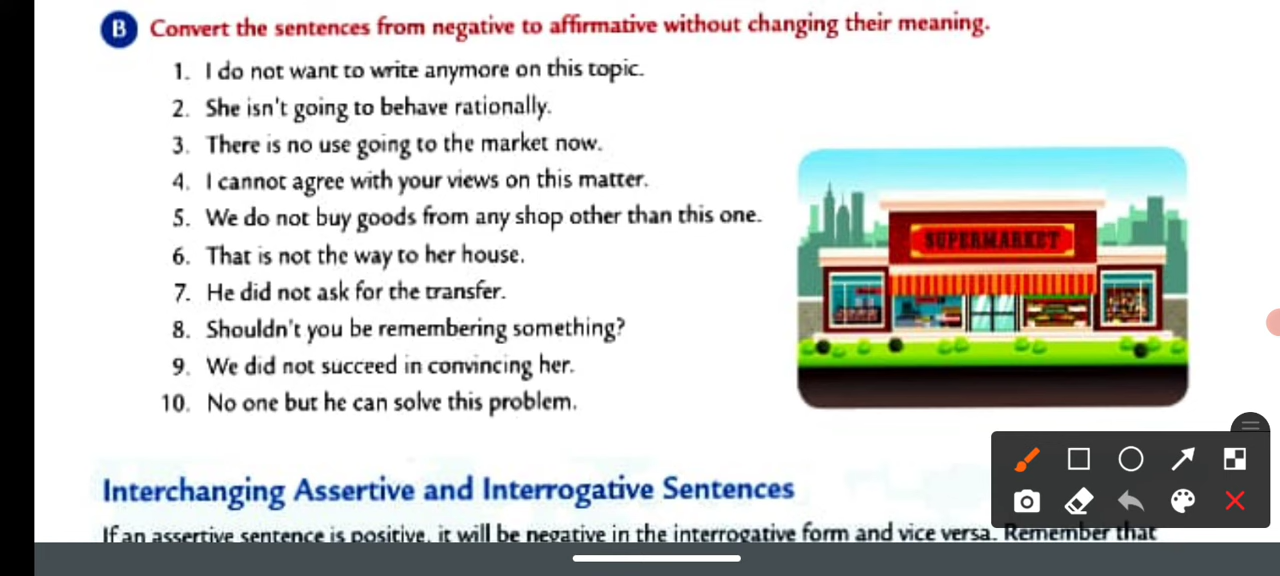 B Convert the sentences from negative to affirmative without changing their meaning.
1. I do not want to write anymore on this topic.
2. She isn't going to behave rationally.
3. There is no use going to the market now.
4. I cannot agree with your views on this matter.
5. We do not buy goods from any shop other than this one.
SUPERMARKET
6. That is not the way to her house.
7. He did not ask for the transfer.
8. Shouldn't you be remembering something?
9. We did not succeed in convincing her.
10. No one but he can solve this problem.
Interchanging Assertive and Interrogative Sentences
If an assertive sentence is positive, it will be negative in the interrogative form and vice versa. Remember that